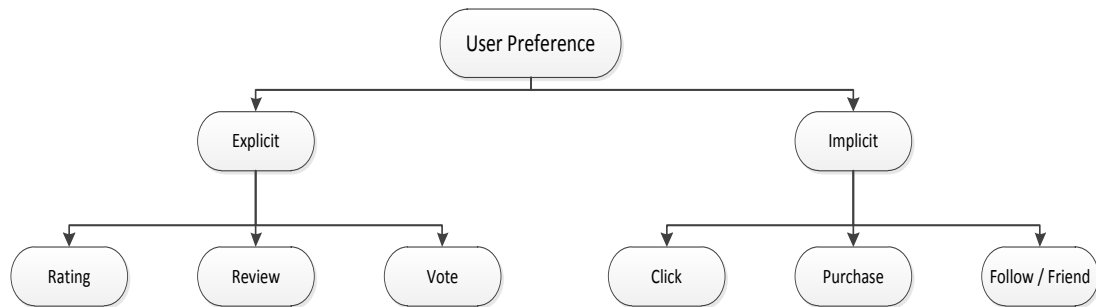 User Preference
Explicit
Implicit
Rating
Review
Vote
Click
Purchase
Follow / Friend